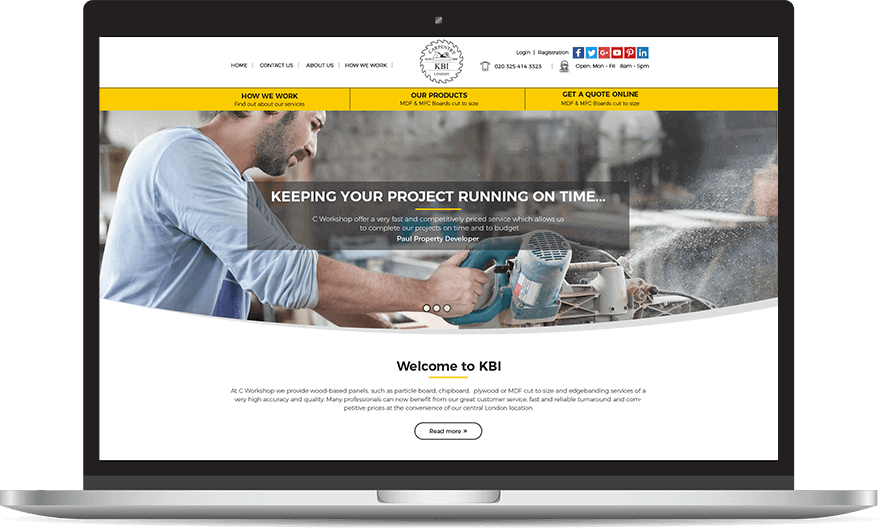 Login | Registration
HOME | CONTACT US | ABOUT US | HOW WE WORK |
CARPENTRY
KBI
LONDON
020 325 414 3323 | Open: Mon - Fri 8am - 5pm
HOW WE WORK
Find out about our services
OUR PRODUCTS
MDF & MFC Boards cut to size
GET A QUOTE ONLINE
MDF & MFC Boards cut to size
KEEPING YOUR PROJECT RUNNING ON TIME...
C Workshop offer a very fast and competitively priced service which allows us
to complete our projects on time and to budget
Paul Property Developer
Welcome to KBI
At C Workshop we provide wood-based panels, such as particle board, chipboard, plywood or MDF cut to size and edgebanding services of a
very high accuracy and quality. Many professionals can now benefit from our great customer service, fast and reliable turnaround and com-
petitive prices at the convenience of our central London location
Read more »